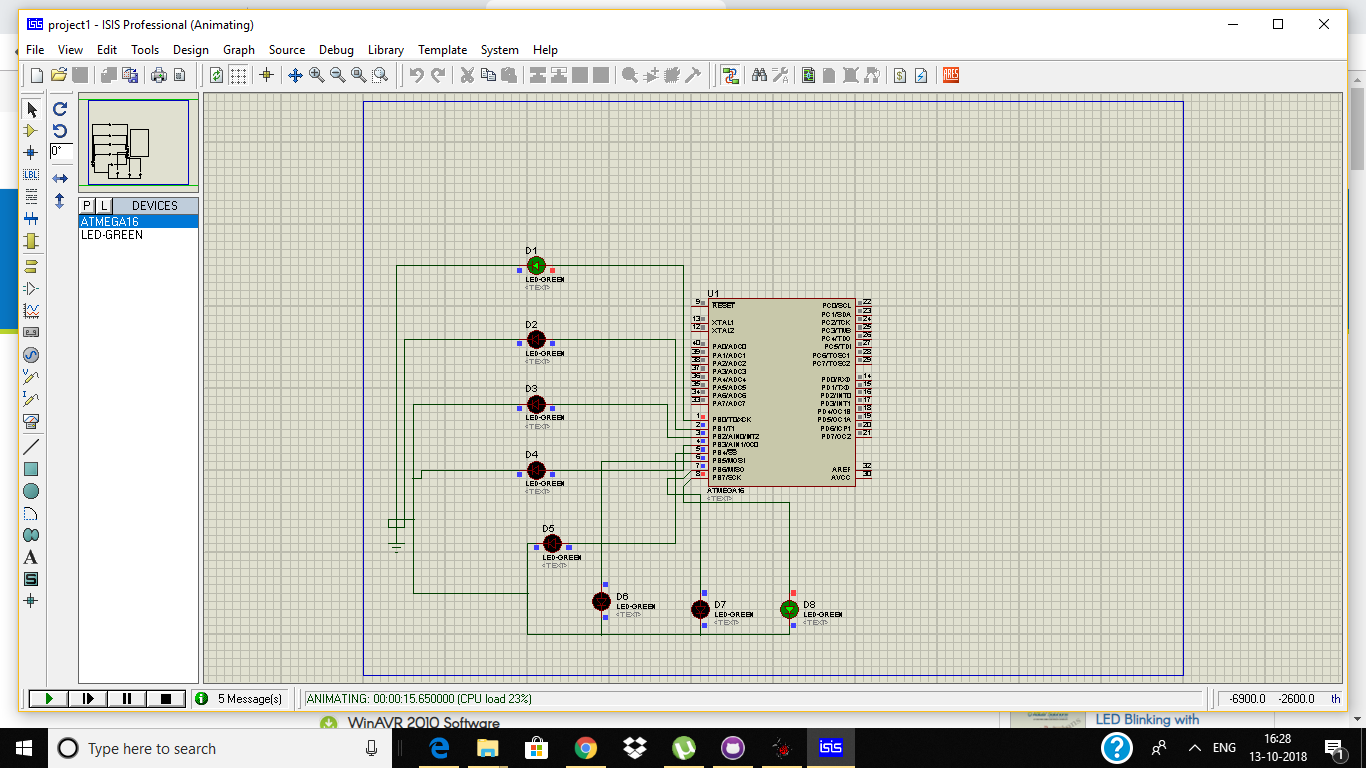 project1 - ISIS Professional (Animating)
File View Edit Tools Design Graph Source Debug Library Template System Help
ARES
0°
LBL
A
S
P L DEVICES
ATMEGA16
LED-GREEN
D1
LED-GREEN
<TEXT>
D2
LED-GREEN
<TEXT>
D3
LED-GREEN
<TEXT>
D4
LED-GREEN
<TEXT>
D5
LED-GREEN
<TEXT>
D6
LED-GREEN
<TEXT>
D7
LED-GREEN
<TEXT>
D8
LED-GREEN
<TEXT>
U1
9 RESET
13 XTAL1
12 XTAL2
40 PA0/ADC0
39 PA1/ADC1
38 PA2/ADC2
37 PA3/ADC3
36 PA4/ADC4
35 PA5/ADC5
34 PA6/ADC6
33 PA7/ADC7
1 PB0/T0/XCK
2 PB1/T1
3 PB2/AIN0/INT2
4 PB3/AIN1/OC0
5 PB4/SS
6 PB5/MOSI
7 PB6/MISO
8 PB7/SCK
PC0/SCL 22
PC1/SDA 23
PC2/TCK 24
PC3/TMS 25
PC4/TDO 26
PC5/TDI 27
PC6/TOSC1 28
PC7/TOSC2 29
PD0/RXD 14
PD1/TXD 15
PD2/INT0 16
PD3/INT1 17
PD4/OC1B 18
PD5/OC1A 19
PD6/ICP1 20
PD7/OC2 21
AREF 32
AVCC 30
ATMEGA16
<TEXT>
5 Message(s)
ANIMATING: 00:00:15.650000 (CPU load 23%)
-6900.0 -2600.0 th
WinAVR 2010 Software
LED Blinking with
Type here to search
isis
ENG
16:28
13-10-2018
1